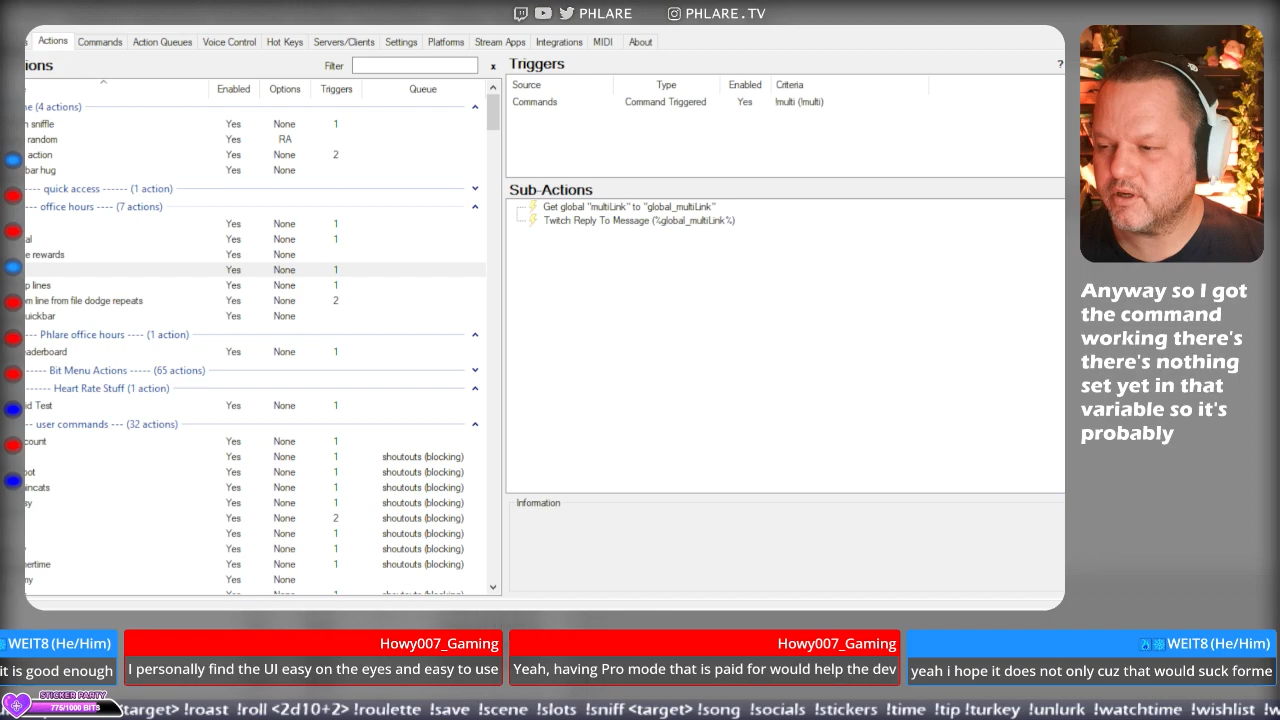 PHLARE PHLARE.TV
Actions Commands Action Queues Voice Control Hot Keys Servers/Clients Settings Platforms Stream Apps Integrations MIDI About
ions Filter x
Enabled Options Triggers Queue
e (4 actions)
n sniffle Yes None 1
random Yes RA
action Yes None 2
bar hug Yes None
---- quick access ------ (1 action)
office hours ---- (7 actions)
Yes None 1
al Yes None 1
e rewards Yes None
Yes None 1
p lines Yes None 1
m line from file dodge repeats Yes None 2
uickbar Yes None
--- Phlare office hours ---- (1 action)
eaderboard Yes None 1
------- Bit Menu Actions ---- (65 actions)
-------- Heart Rate Stuff (1 action)
d Test Yes None 1
---- user commands --- (32 actions)
count Yes None 1
Yes None 1 shoutouts (blocking)
oot Yes None 1 shoutouts (blocking)
incats Yes None 1 shoutouts (blocking)
sy Yes None 1 shoutouts (blocking)
Yes None 2 shoutouts (blocking)
Yes None 1 shoutouts (blocking)
Yes None 1 shoutouts (blocking)
ertime Yes None 1 shoutouts (blocking)
ny Yes None
Triggers ?
Source Type Enabled Criteria
Commands Command Triggered Yes !multi (!multi)
Sub-Actions
Get global "multiLink" to "global_multiLink"
Twitch Reply To Message (%global_multiLink%)
Information
Anyway so I got
the command
working there's
there's nothing
set yet in that
variable so it's
probably
WEIT8 (He/Him)
it is good enough
Howy007_Gaming
I personally find the UI easy on the eyes and easy to use
Howy007_Gaming
Yeah, having Pro mode that is paid for would help the dev
WEIT8 (He/Him)
yeah i hope it does not only cuz that would suck forme
STICKER PARTY
775/1000 BITS
target> !roast !roll <2d10+2> !roulette !save !scene !slots !sniff <target> !song !socials !stickers !time !tip !turkey !unlurk !watchtime !wishlist